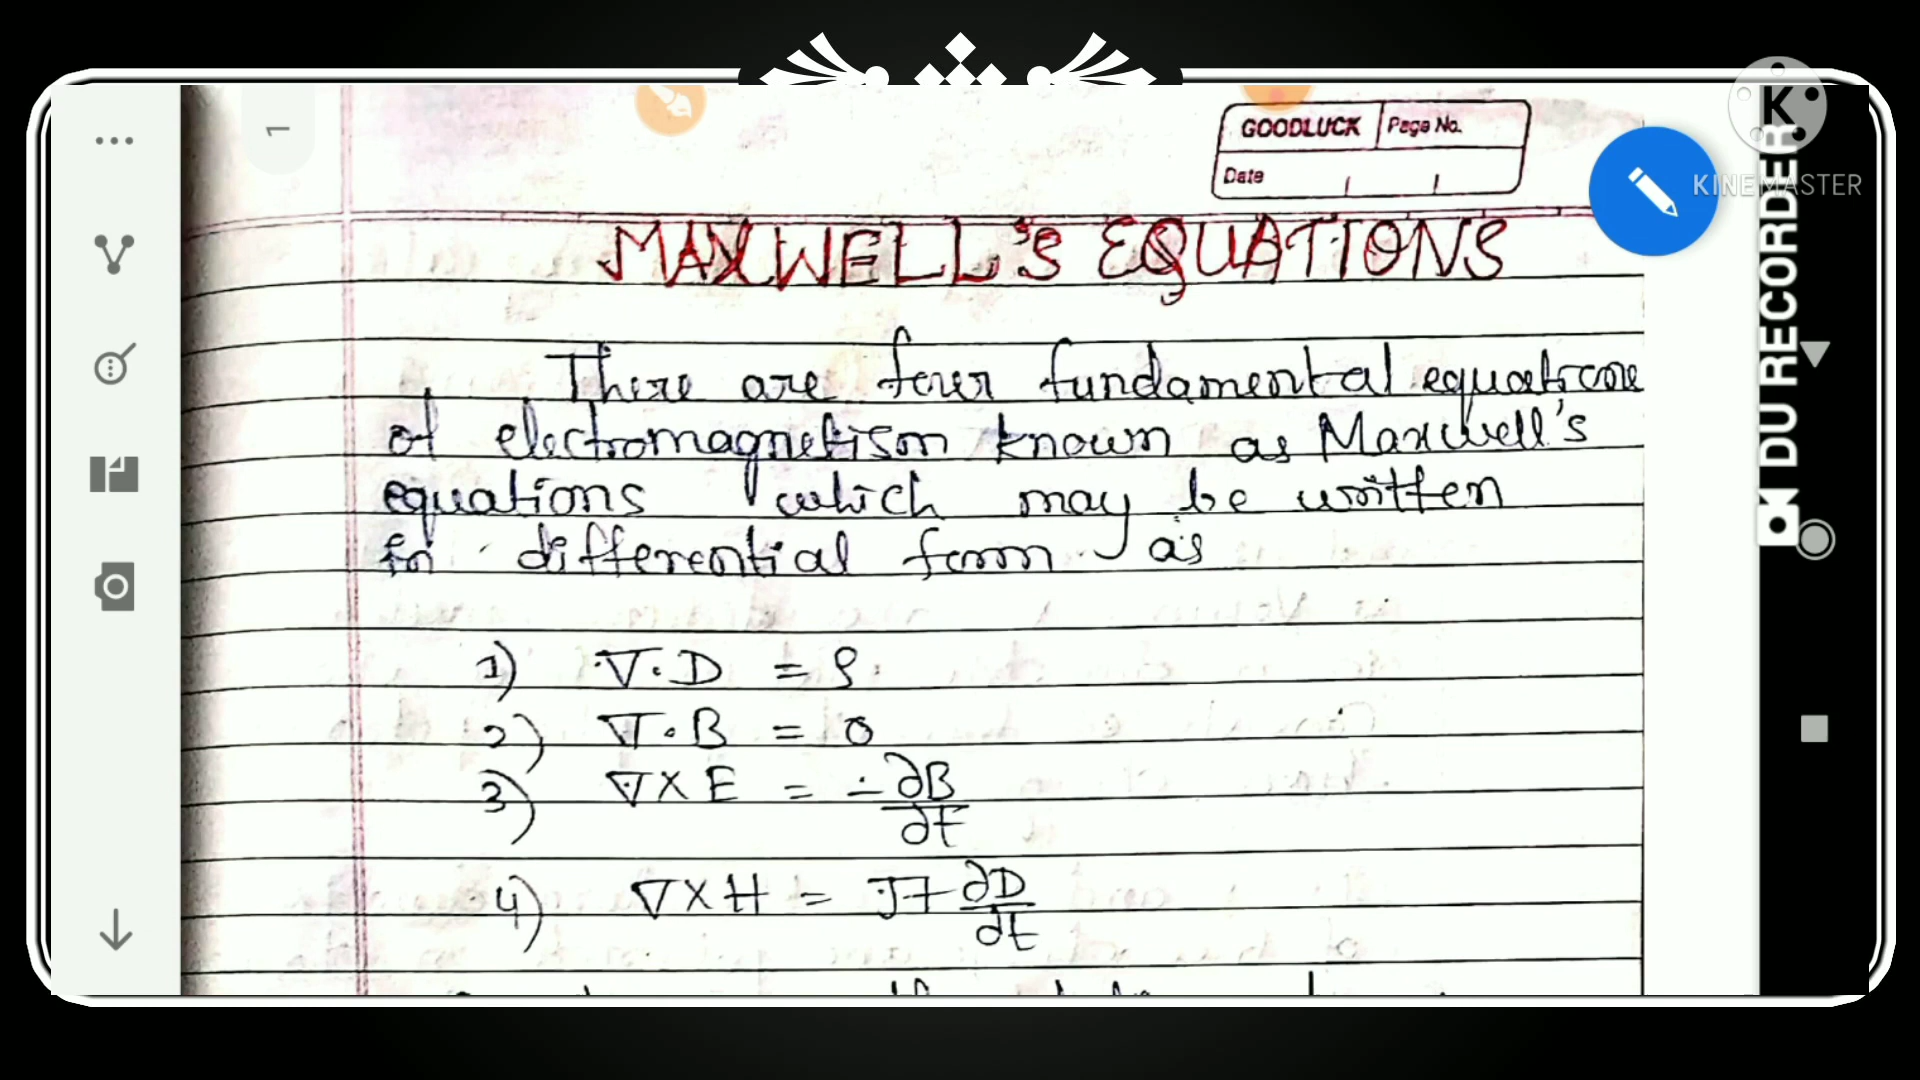 1
GOODLUCK Page No.
Date
KINEMASTER
DU RECORDER
MAXWELL'S EQUATIONS
There are four fundamental equations
of electromagnetism known as Maxwell's
equations which may be written
in differential form as
1) ∇·D = ρ
2) ∇·B = 0
3) ∇×E = -∂B/∂t
4) ∇×H = J+∂D/∂t